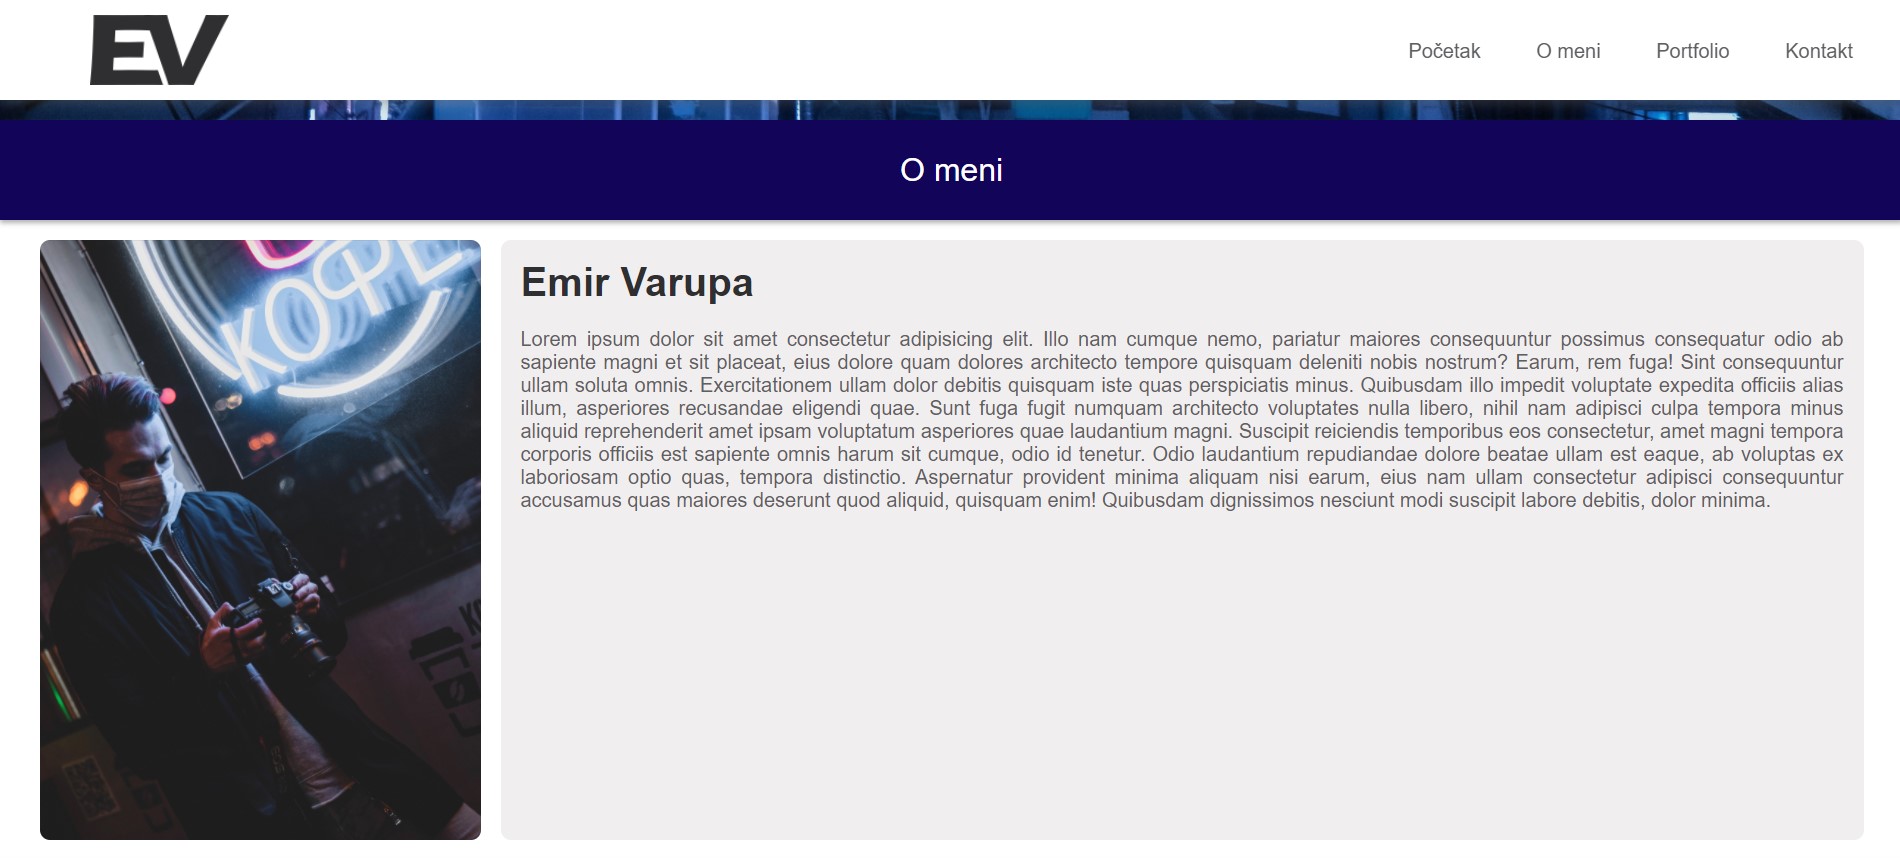 EV
Početak
O meni
Portfolio
Kontakt
O meni
КОФЕ
Emir Varupa
Lorem ipsum dolor sit amet consectetur adipisicing elit. Illo nam cumque nemo, pariatur maiores consequuntur possimus consequatur odio ab
sapiente magni et sit placeat, eius dolore quam dolores architecto tempore quisquam deleniti nobis nostrum? Earum, rem fuga! Sint consequuntur
ullam soluta omnis. Exercitationem ullam dolor debitis quisquam iste quas perspiciatis minus. Quibusdam illo impedit voluptate expedita officiis alias
illum, asperiores recusandae eligendi quae. Sunt fuga fugit numquam architecto voluptates nulla libero, nihil nam adipisci culpa tempora minus
aliquid reprehenderit amet ipsam voluptatum asperiores quae laudantium magni. Suscipit reiciendis temporibus eos consectetur, amet magni tempora
corporis officiis est sapiente omnis harum sit cumque, odio id tenetur. Odio laudantium repudiandae dolore beatae ullam est eaque, ab voluptas ex
laboriosam optio quas, tempora distinctio. Aspernatur provident minima aliquam nisi earum, eius nam ullam consectetur adipisci consequuntur
accusamus quas maiores deserunt quod aliquid, quisquam enim! Quibusdam dignissimos nesciunt modi suscipit labore debitis, dolor minima.